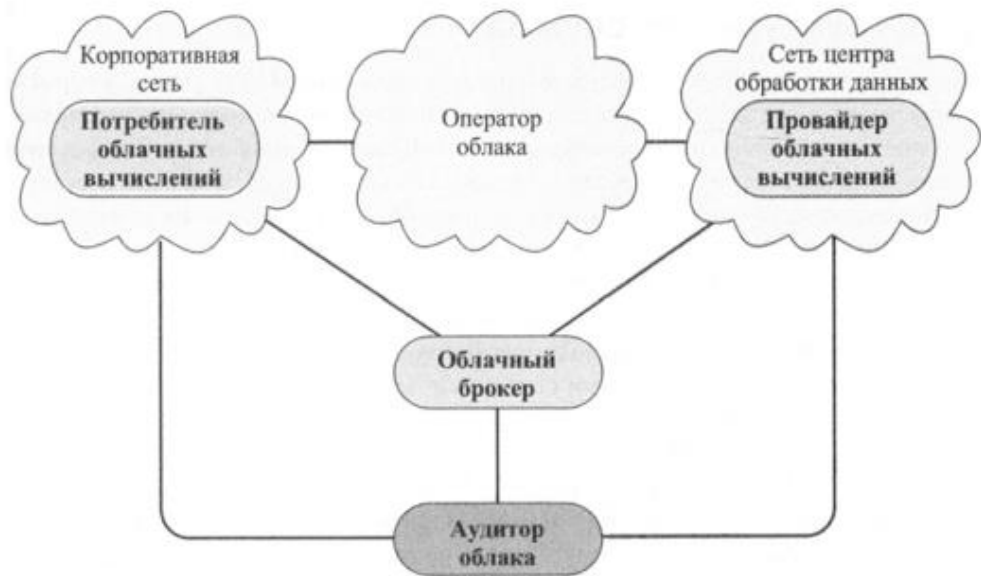 Корпоративная
сеть
Потребитель
облачных
вычислений
Оператор
облака
Сеть центра
обработки данных
Провайдер
облачных
вычислений
Облачный
брокер
Аудитор
облака